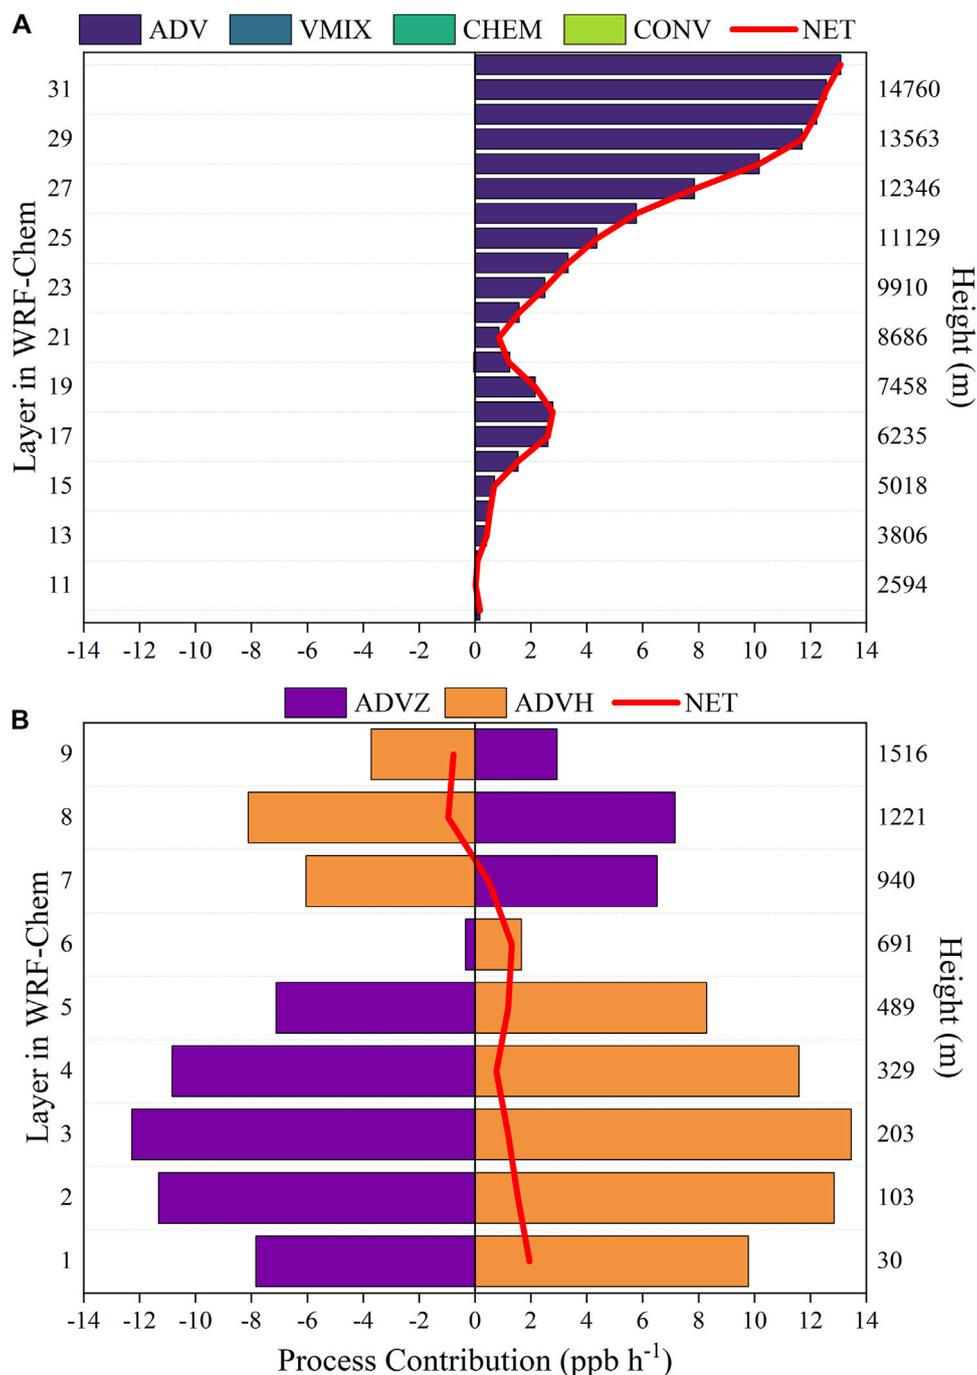 A
ADV VMIX CHEM CONV NET
31 14760
29 13563
27 12346
25 11129
23 9910
21 8686
19 7458
17 6235
15 5018
13 3806
11 2594
Layer in WRF-Chem
Height (m)
-14 -12 -10 -8 -6 -4 -2 0 2 4 6 8 10 12 14
B
ADVZ ADVH NET
9 1516
8 1221
7 940
6 691
5 489
4 329
3 203
2 103
1 30
Layer in WRF-Chem
Height (m)
-14 -12 -10 -8 -6 -4 -2 0 2 4 6 8 10 12 14
Process Contribution (ppb h⁻¹)